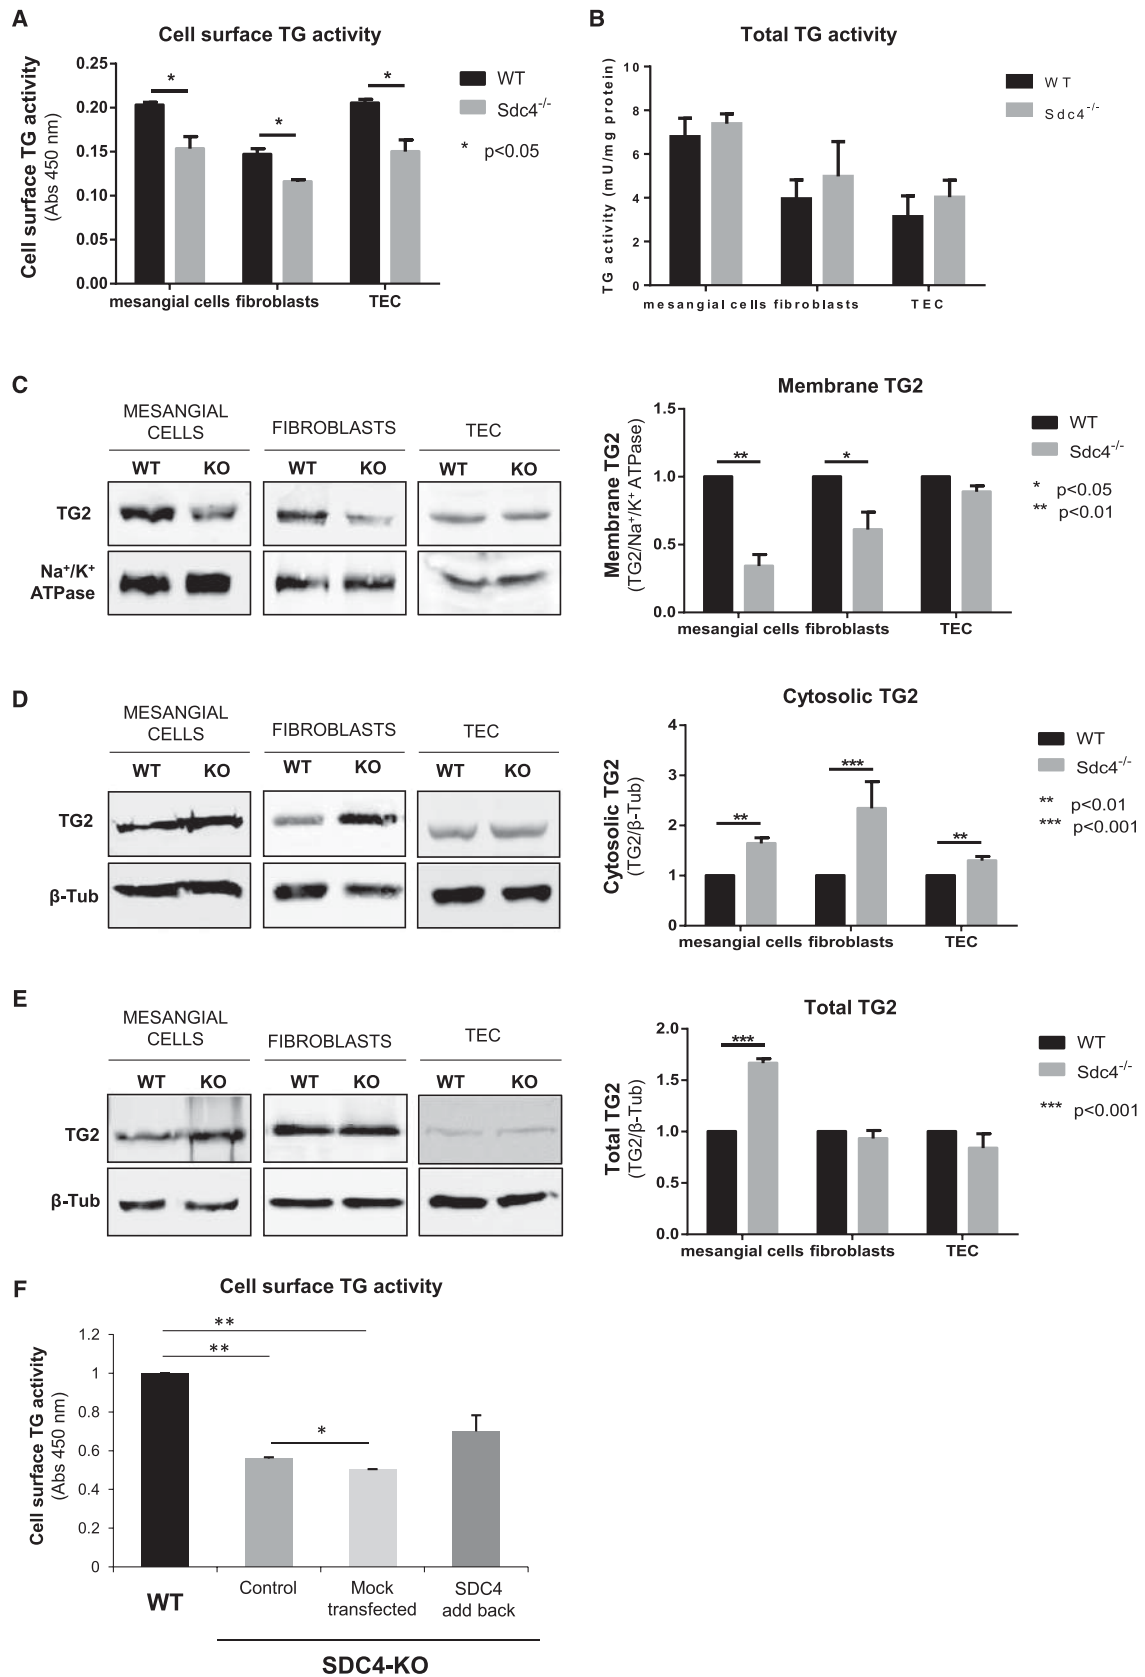 A
Cell surface TG activity
Cell surface TG activity
(Abs 450 nm)
0.25
0.20
0.15
0.10
0.05
0.00
*
*
*
mesangial cells fibroblasts TEC
WT
Sdc4-/-
* p<0.05
B
Total TG activity
TG activity (mU/mg protein)
10
8
6
4
2
0
mesangial cells fibroblasts TEC
WT
Sdc4-/-
C
MESANGIAL
CELLS
FIBROBLASTS
TEC
WT KO WT KO WT KO
TG2
Na+/K+
ATPase
Membrane TG2
Membrane TG2
(TG2/Na+/K+ ATPase)
1.5
1.0
0.5
0.0
**
*
mesangial cells fibroblasts TEC
WT
Sdc4-/-
* p<0.05
** p<0.01
D
MESANGIAL
CELLS
FIBROBLASTS
TEC
WT KO WT KO WT KO
TG2
β-Tub
Cytosolic TG2
Cytosolic TG2
(TG2/β-Tub)
4
3
2
1
0
**
***
**
mesangial cells fibroblasts TEC
WT
Sdc4-/-
** p<0.01
*** p<0.001
E
MESANGIAL
CELLS
FIBROBLASTS
TEC
WT KO WT KO WT KO
TG2
β-Tub
Total TG2
Total TG2
(TG2/β-Tub)
2.0
1.5
1.0
0.5
0.0
***
mesangial cells fibroblasts TEC
WT
Sdc4-/-
*** p<0.001
F
Cell surface TG activity
Cell surface TG activity
(Abs 450 nm)
1.2
1
0.8
0.6
0.4
0.2
0
**
**
*
WT
Control
Mock
transfected
SDC4
add back
SDC4-KO